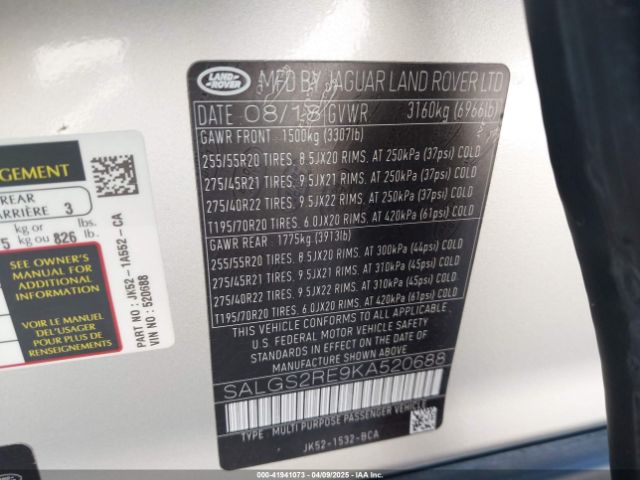 LAND-ROVER
MFD BY JAGUAR LAND ROVER LTD
DATE 08/18 GVWR 3160kg (6966lb)
GAWR FRONT 1500kg (3307lb)
255/55R20 TIRES, 8.5JX20 RIMS, AT 250kPa (37psi) COLD
275/45R21 TIRES, 9.5JX21 RIMS, AT 250kPa (37psi) COLD
275/40R22 TIRES, 9.5JX22 RIMS, AT 250kPa (37psi) COLD
T195/70R20 TIRES, 6.0JX20 RIMS, AT 420kPa (61psi) COLD
GAWR REAR 1775kg (3913lb)
255/55R20 TIRES, 8.5JX20 RIMS, AT 300kPa (44psi) COLD
275/45R21 TIRES, 9.5JX21 RIMS, AT 310kPa (45psi) COLD
275/40R22 TIRES, 9.5JX22 RIMS, AT 310kPa (45psi) COLD
T195/70R20 TIRES, 6.0JX20 RIMS, AT 420kPa (61psi) COLD
THIS VEHICLE CONFORMS TO ALL APPLICABLE
U.S. FEDERAL MOTOR VEHICLE SAFETY
STANDARDS IN EFFECT ON THE DATE OF
MANUFACTURE SHOWN ABOVE
SALGS2RE9KA520688
TYPE: MULTI PURPOSE PASSENGER VEHICLE
JK52-1532-BCA
GEMENT
REAR
ARRIÈRE 3
kg or lbs.
5 kg ou 826 lb.
SEE OWNER'S
MANUAL FOR
ADDITIONAL
INFORMATION
VOIR LE MANUEL
DE L'USAGER
POUR PLUS DE
RENSEIGNEMENTS
PART NO: JK52-1A552-CA
VIN NO: 520688
IAA 41941073 | 04/09/2025 | IAAI.COM